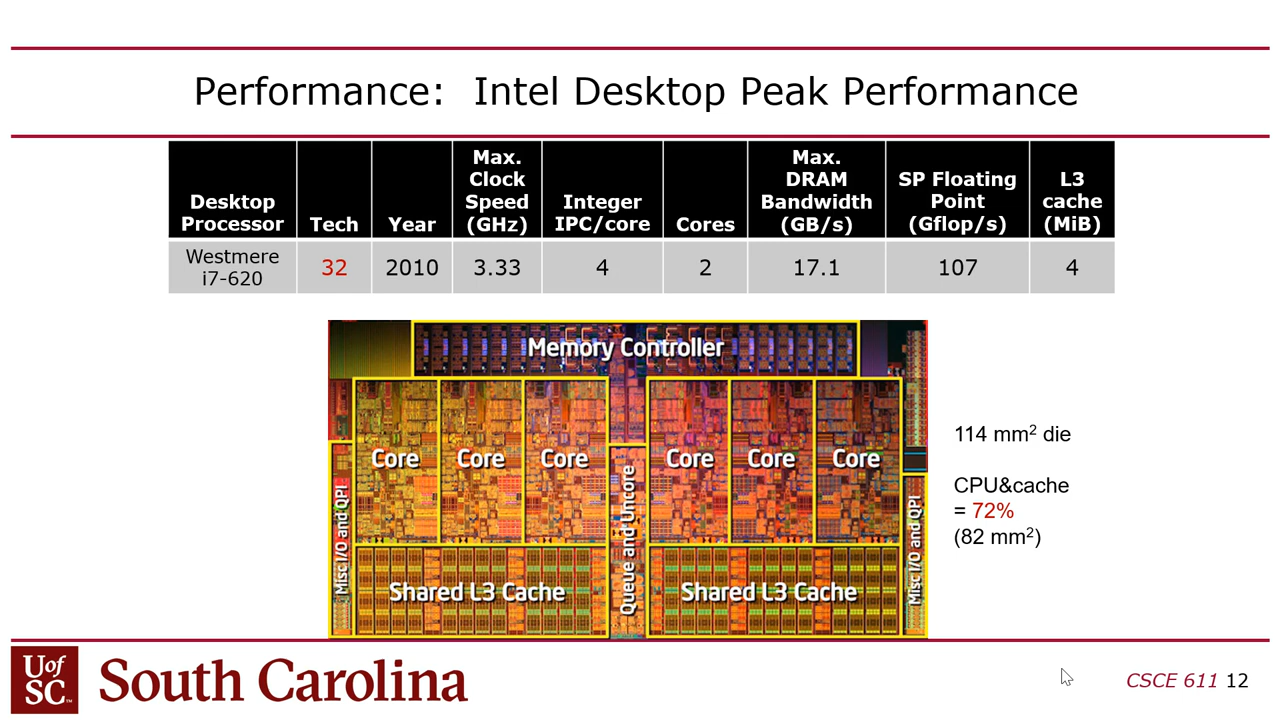 Performance: Intel Desktop Peak Performance
Desktop Processor
Tech
Year
Max. Clock Speed (GHz)
Integer IPC/core
Cores
Max. DRAM Bandwidth (GB/s)
SP Floating Point (Gflop/s)
L3 cache (MiB)
Westmere i7-620
32
2010
3.33
4
2
17.1
107
4
Memory Controller
Core
Core
Core
Core
Core
Core
Misc I/O and QPI
Queue and Uncore
Misc I/O and QPI
Shared L3 Cache
Shared L3 Cache
114 mm² die
CPU&cache
= 72%
(82 mm²)
UofSC™
South Carolina
CSCE 611 12